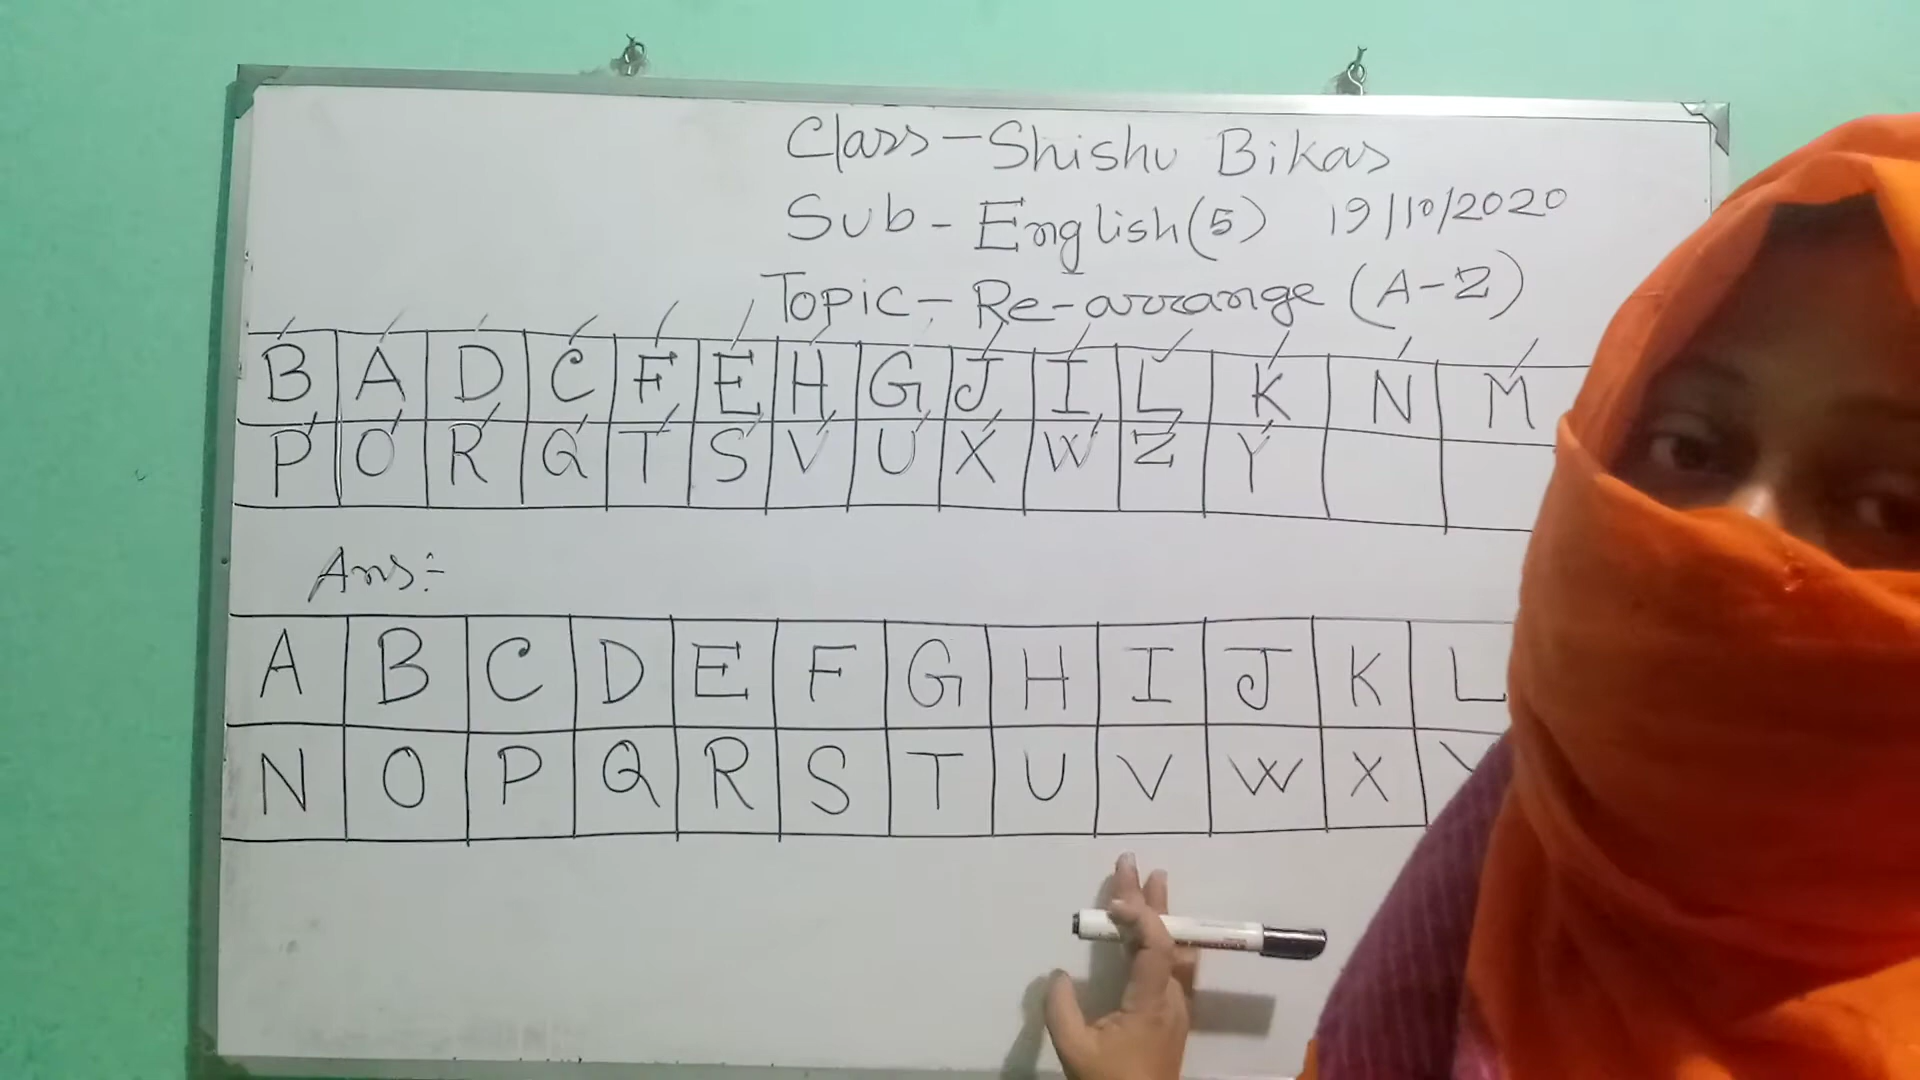 Class - Shishu Bikas
Sub - English (5) 19/10/2020
Topic - Re-arrange (A-Z)
B A D C F E H G J I L K N M
P O R Q T S V U X W Z Y
Ans:-
A B C D E F G H I J K L
N O P Q R S T U V W X